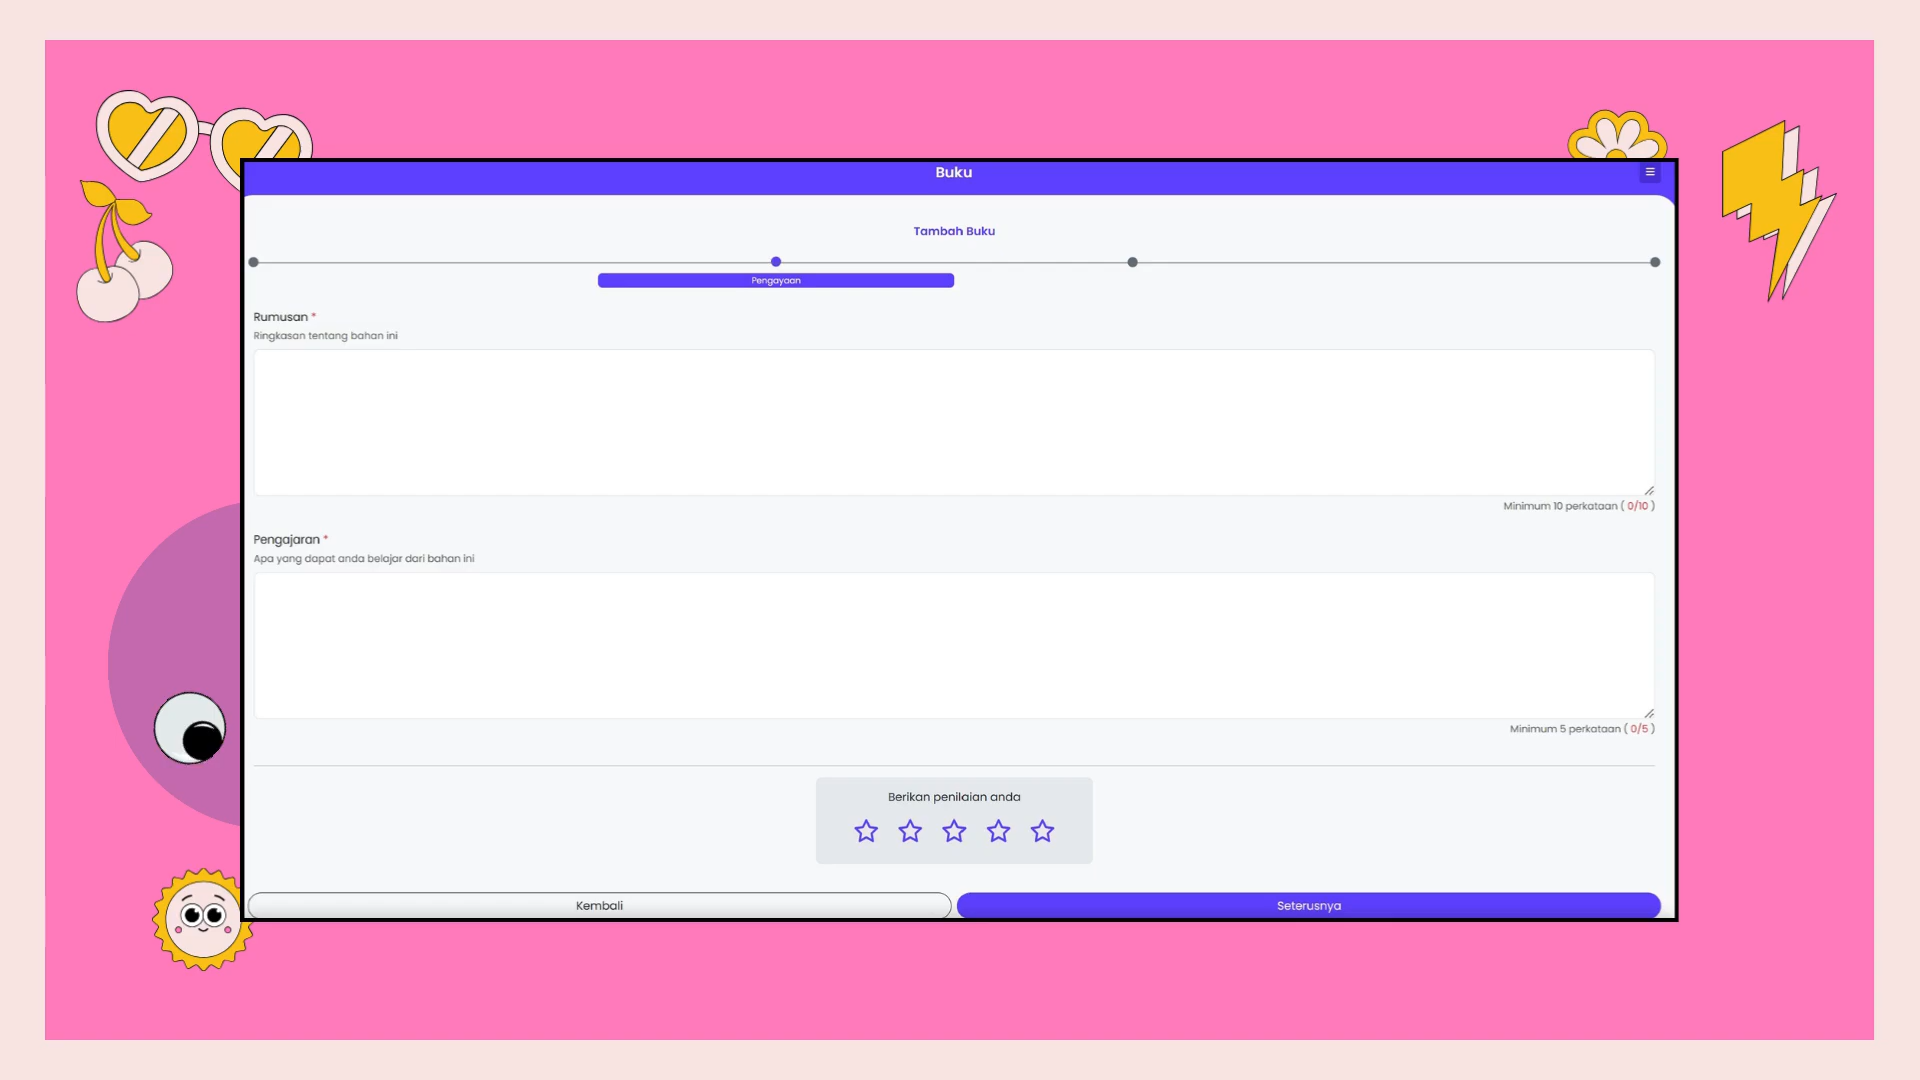 Buku
Tambah Buku
Pengayaan
Rumusan *
Ringkasan tentang bahan ini
Minimum 10 perkataan ( 0/10 )
Pengajaran *
Apa yang dapat anda belajar dari bahan ini
Minimum 5 perkataan ( 0/5 )
Berikan penilaian anda
Kembali
Seterusnya